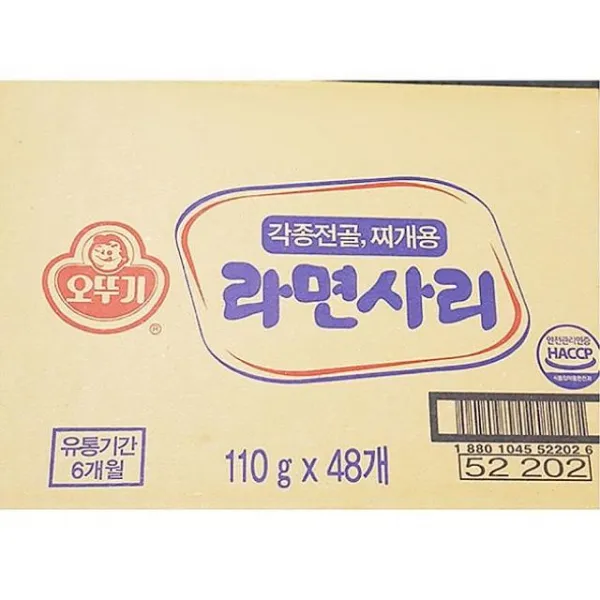 각종전골, 찌개용
라면사리
오뚜기
®
안전관리인증
HACCP
유통기간
6개월
110 g x 48개
1 880 1045 52202 6
52 202